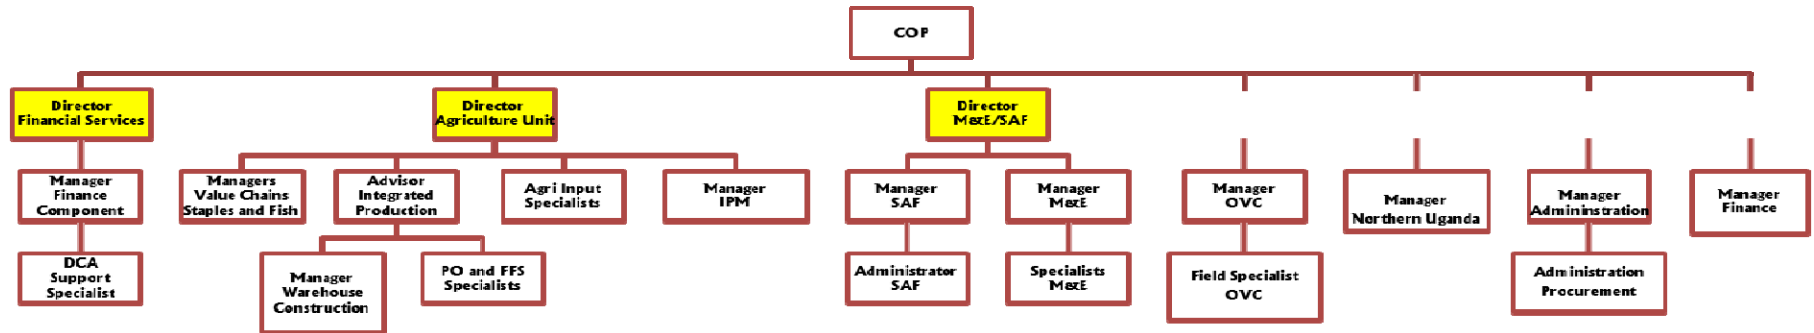 COP
Director
Financial Services
Director
Agriculture Unit
Director
M&E/SAF
Manager
Finance
Component
Managers
Value Chains
Staples and Fish
Advisor
Integrated
Production
Agri Input
Specialists
Manager
IPM
Manager
SAF
Manager
M&E
Manager
OVC
Manager
Northern Uganda
Manager
Admininstration
Manager
Finance
DCA
Support
Specialist
Manager
Warehouse
Construction
PO and FFS
Specialists
Administrator
SAF
Specialists
M&E
Field Specialist
OVC
Administration
Procurement